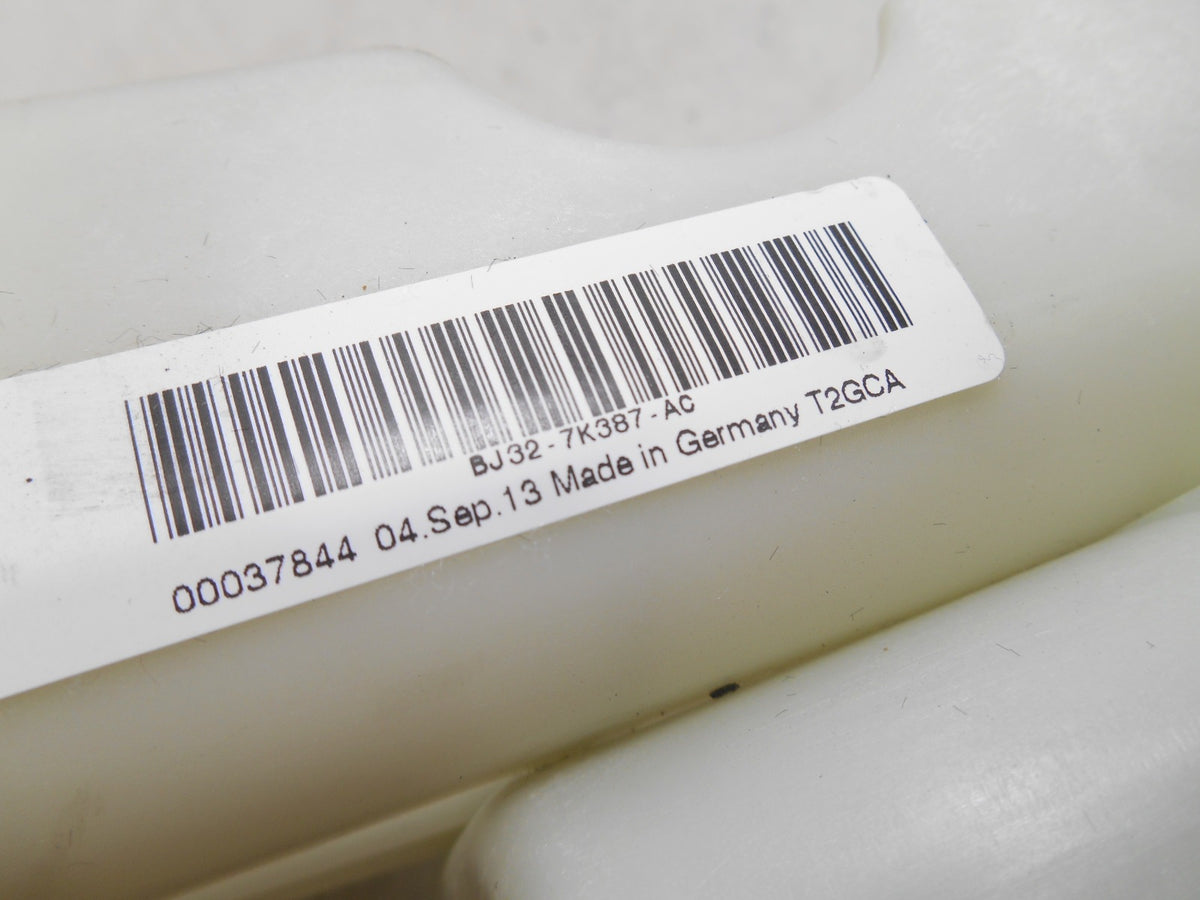 BJ32-7K387-AC
00037844 04.Sep.13 Made in Germany T2GCA